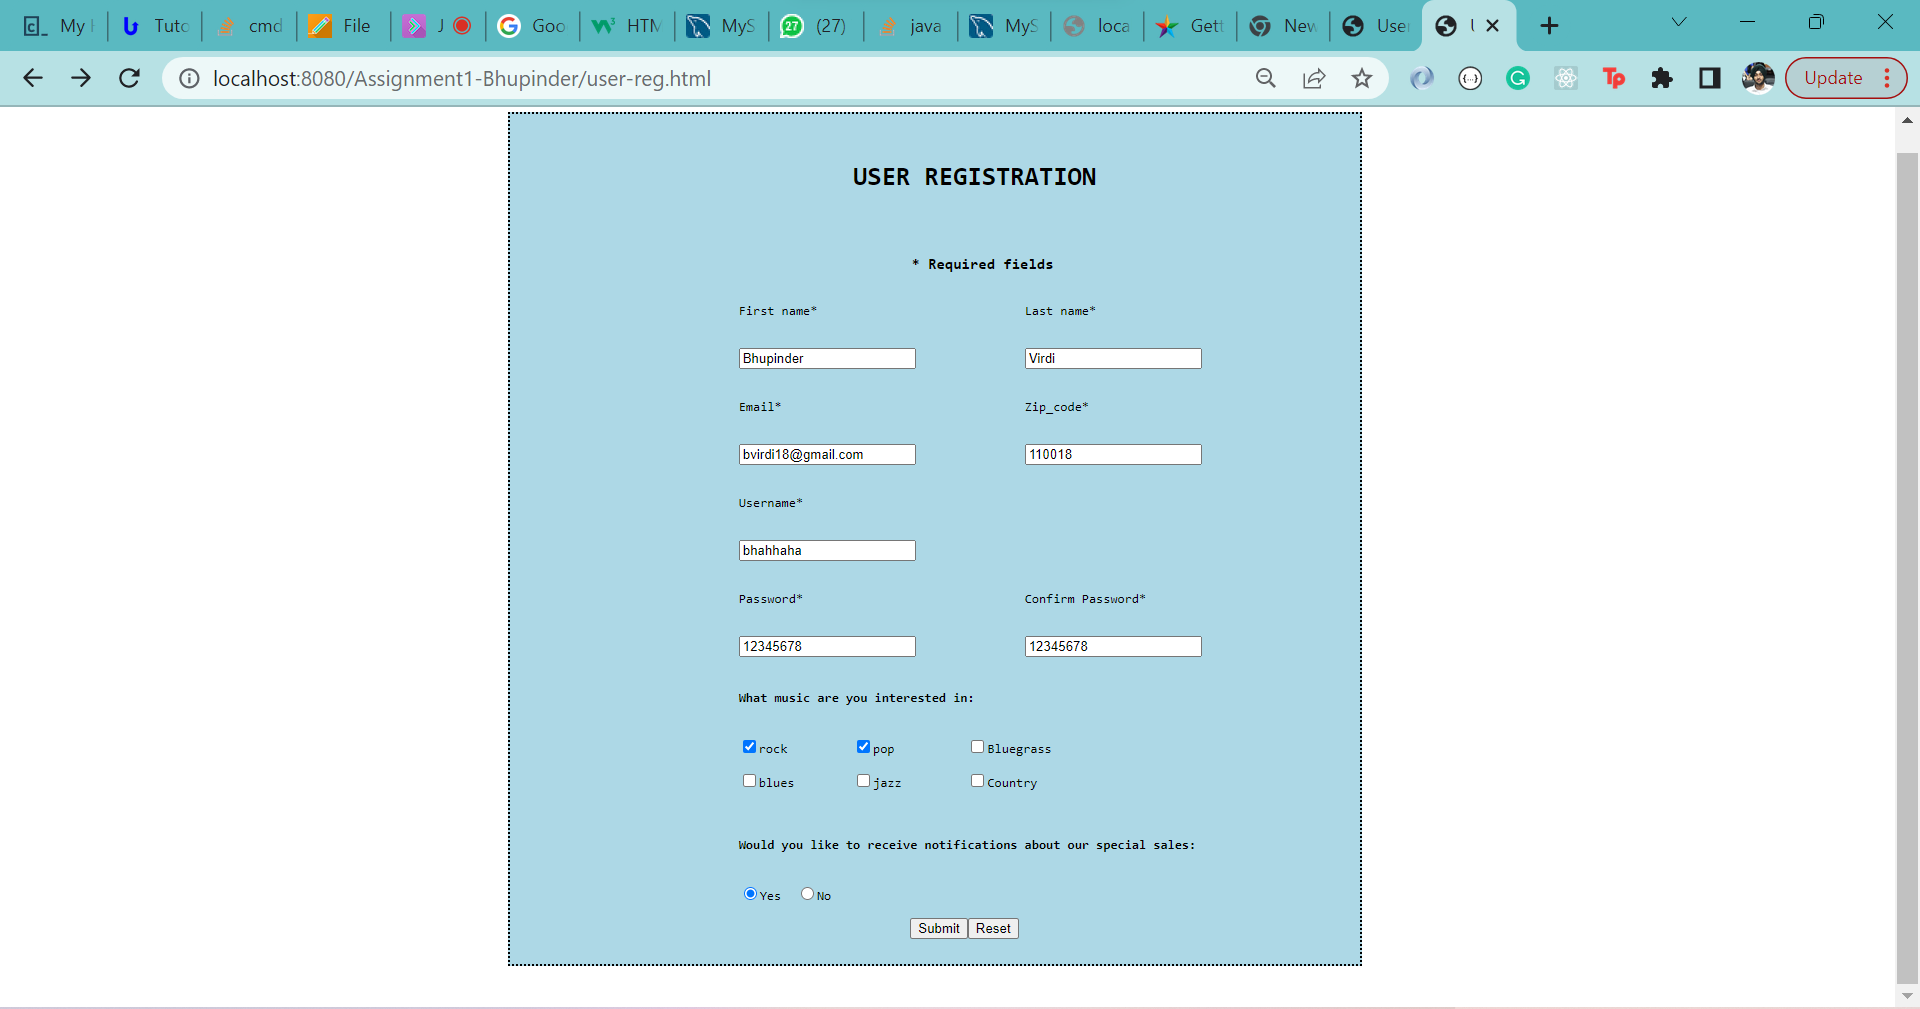 My Tuto cmd File J Goo HTM MyS 27 (27) java MyS loca Gett New User
localhost:8080/Assignment1-Bhupinder/user-reg.html Tp Update
USER REGISTRATION
* Required fields
First name* Last name*
Bhupinder Virdi
Email* Zip_code*
bvirdi18@gmail.com 110018
Username*
bhahhaha
Password* Confirm Password*
12345678 12345678
What music are you interested in:
rock pop Bluegrass
blues jazz Country
Would you like to receive notifications about our special sales:
Yes No
Submit Reset